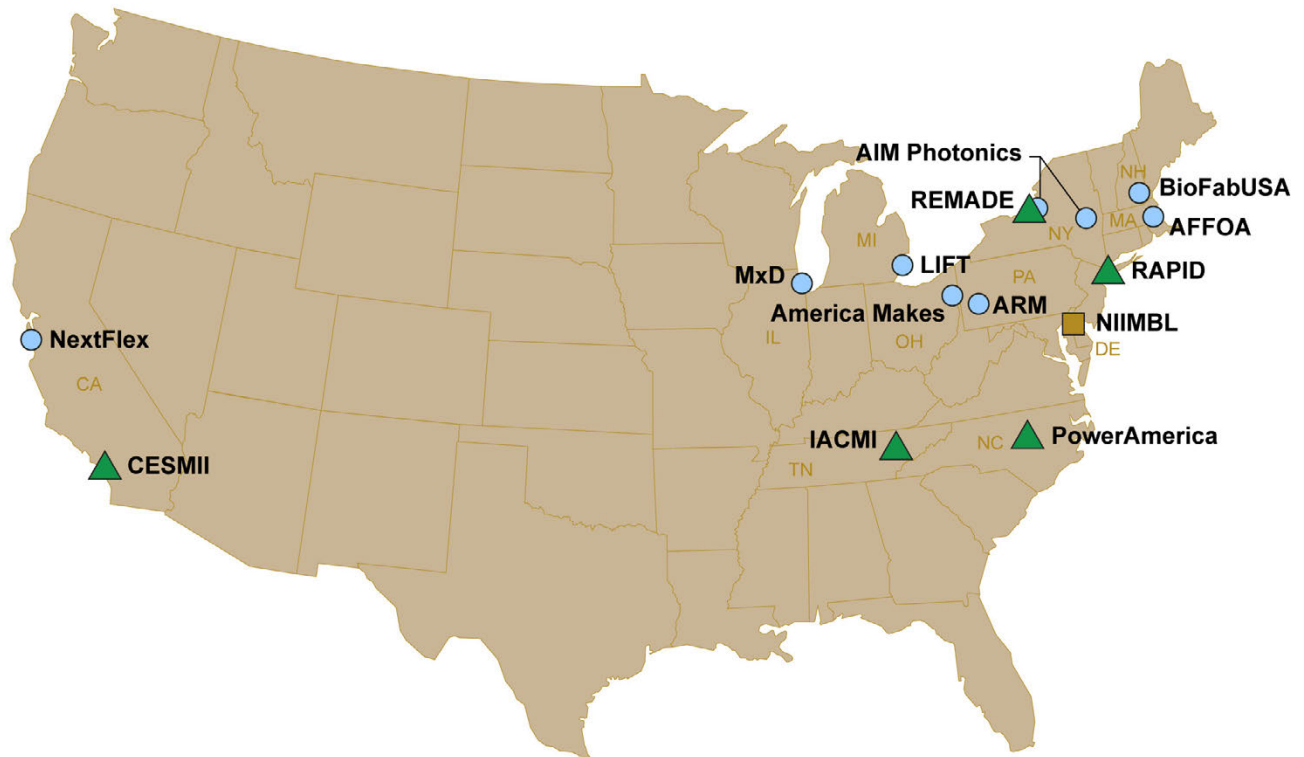 AIM Photonics
NH
BioFabUSA
REMADE
MA
AFFOA
NY
MI
LIFT
RAPID
MxD
PA
America Makes
ARM
NIIMBL
IL
OH
DE
NextFlex
CA
IACMI
PowerAmerica
NC
CESMII
TN